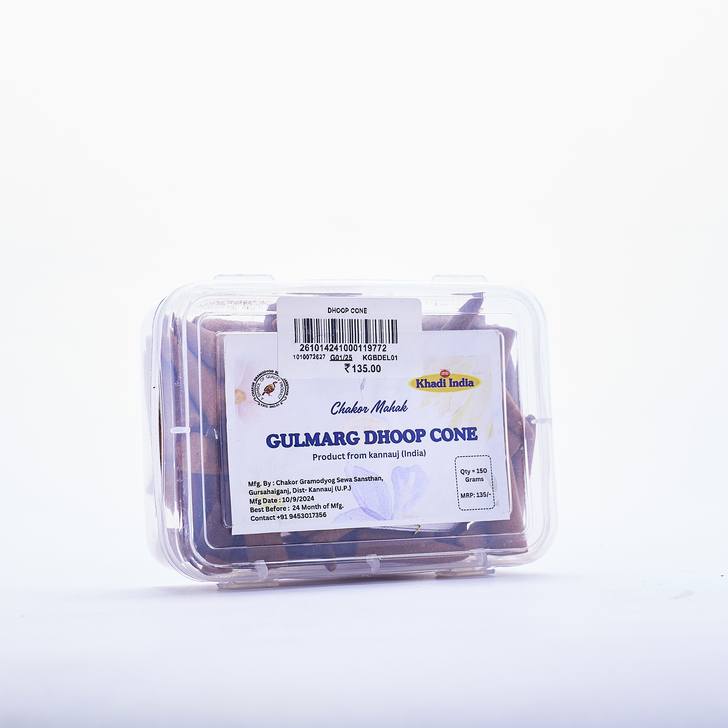 DHOOP CONE
261014241000119772
1010072627 G01/25 KGBDEL01
₹135.00
Khadi India
Chakor Mahak
GULMARG DHOOP CONE
Product from kannauj (India)
Mfg. By : Chakor Gramodyog Sewa Sansthan,
Gursahaiganj, Dist- Kannauj (U.P.)
Mfg Date : 10/9/2024
Best Before : 24 Month of Mfg.
Contact +91 9453017356
Qty = 150
Grams
MRP: 135/-